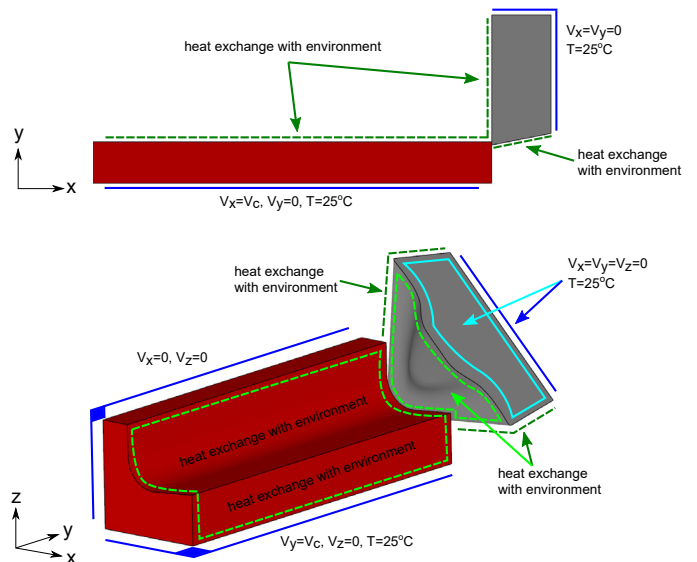 heat exchange with environment
Vx=Vy=0
T=25°C
y
x
heat exchange
with environment
Vx=Vc, Vy=0, T=25°C
heat exchange
with environment
Vx=Vy=Vz=0
T=25°C
Vx=0, Vz=0
heat exchange with environment
heat exchange with environment
heat exchange
with environment
z
y
x
Vy=Vc, Vz=0, T=25°C